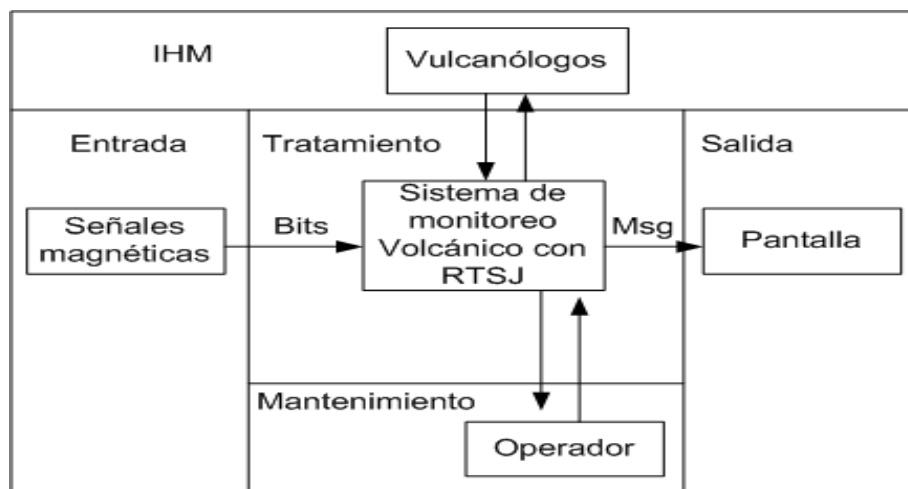 IHM
Vulcanólogos
Entrada
Tratamiento
Salida
Señales
magnéticas
Bits
Sistema de
monitoreo
Volcánico con
RTSJ
Msg
Pantalla
Mantenimiento
Operador